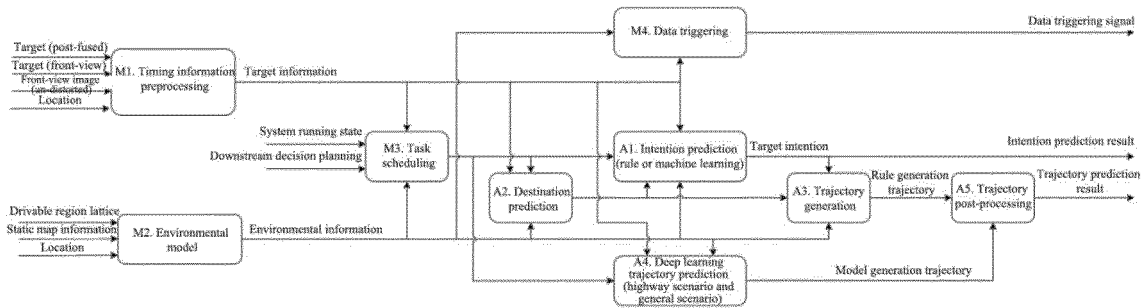 M4. Data triggering
Data triggering signal
Target (post-fused)
Target (front-view)
Front-view image
(un-distorted)
Location
M1. Timing information
preprocessing
Target information
System running state
Downstream decision planning
M3. Task
scheduling
A1. Intention prediction
(rule or machine learning)
Target intention
Intention prediction result
A2. Destination
prediction
A3. Trajectory
generation
Rule generation
trajectory
A5. Trajectory
post-processing
Trajectory prediction
result
Drivable region lattice
Static map information
Location
M2. Environmental
model
Environmental information
A4. Deep learning
trajectory prediction
(highway scenario and
general scenario)
Model generation trajectory